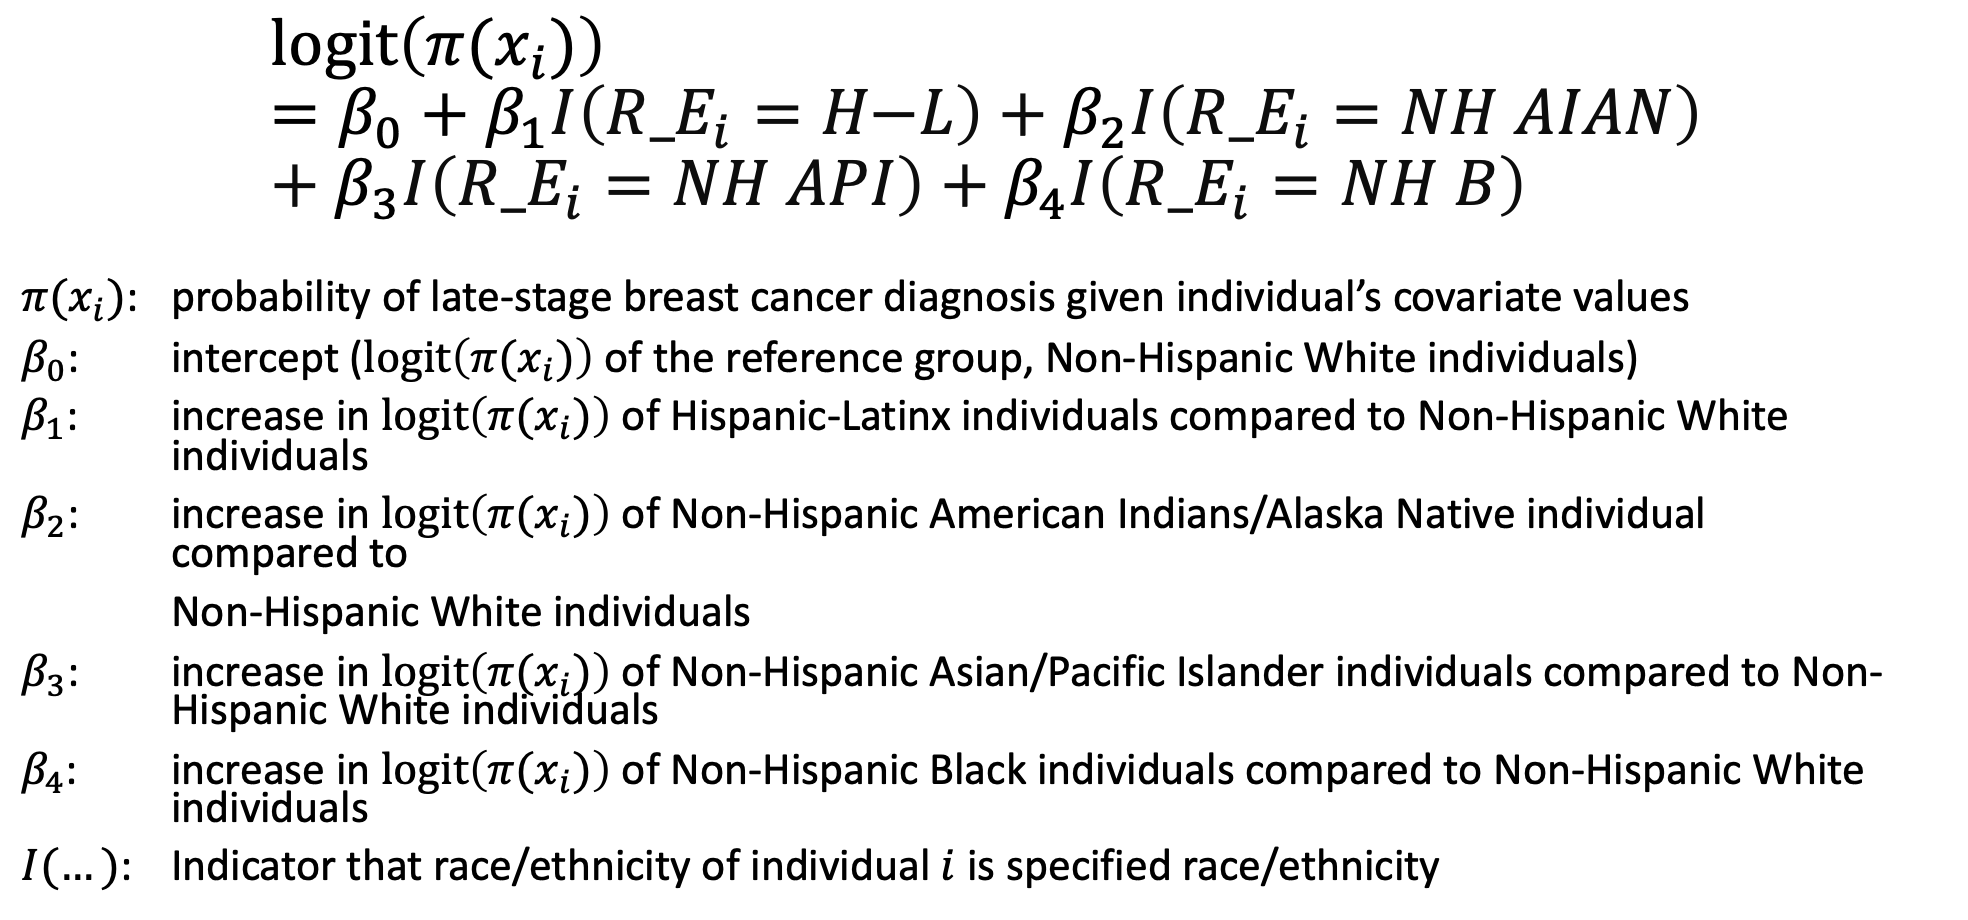 logit(π(xᵢ))
= β₀ + β₁I(R_Eᵢ = H−L) + β₂I(R_Eᵢ = NH AIAN)
+ β₃I(R_Eᵢ = NH API) + β₄I(R_Eᵢ = NH B)
π(xᵢ): probability of late-stage breast cancer diagnosis given individual’s covariate values
β₀: intercept (logit(π(xᵢ)) of the reference group, Non-Hispanic White individuals)
β₁: increase in logit(π(xᵢ)) of Hispanic-Latinx individuals compared to Non-Hispanic White
individuals
β₂: increase in logit(π(xᵢ)) of Non-Hispanic American Indians/Alaska Native individual
compared to
Non-Hispanic White individuals
β₃: increase in logit(π(xᵢ)) of Non-Hispanic Asian/Pacific Islander individuals compared to Non-
Hispanic White individuals
β₄: increase in logit(π(xᵢ)) of Non-Hispanic Black individuals compared to Non-Hispanic White
individuals
I(...): Indicator that race/ethnicity of individual i is specified race/ethnicity